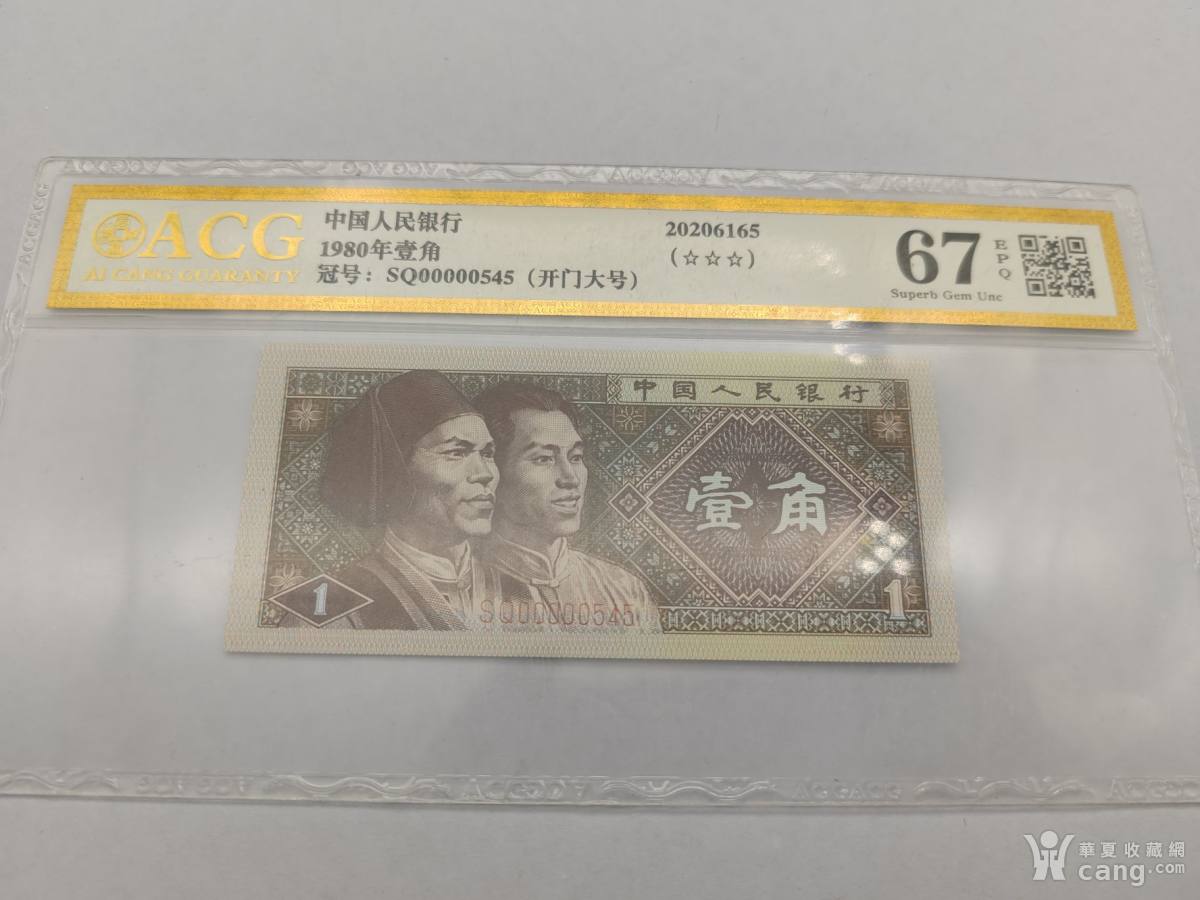 ACG
AI CANG GUARANTY
中国人民银行
1980年壹角
冠号：SQ00000545（开门大号）
20206165
(☆☆☆)
67
EPQ
Superb Gem Unc
中国人民银行
壹角
1
SQ00000545
1
華夏收藏網
cang.com